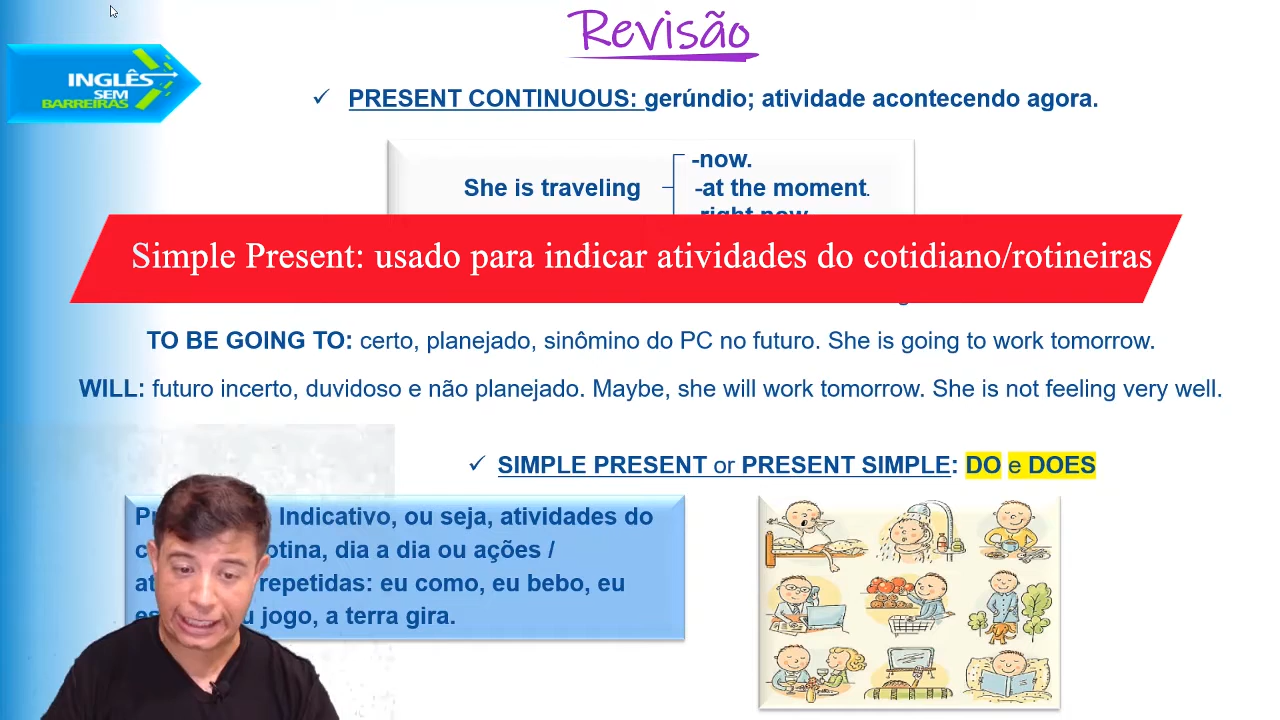 Revisão
INGLÊS
SEM
BARREIRAS
✓ PRESENT CONTINUOUS: gerúndio; atividade acontecendo agora.
-now.
She is traveling
-at the moment.
right now
Simple Present: usado para indicar atividades do cotidiano/rotineiras
TO BE GOING TO: certo, planejado, sinômino do PC no futuro. She is going to work tomorrow.
WILL: futuro incerto, duvidoso e não planejado. Maybe, she will work tomorrow. She is not feeling very well.
✓ SIMPLE PRESENT or PRESENT SIMPLE: DO e DOES
Indicativo, ou seja, atividades do
dia a dia ou ações /
repetidas: eu como, eu bebo, eu
jogo, a terra gira.